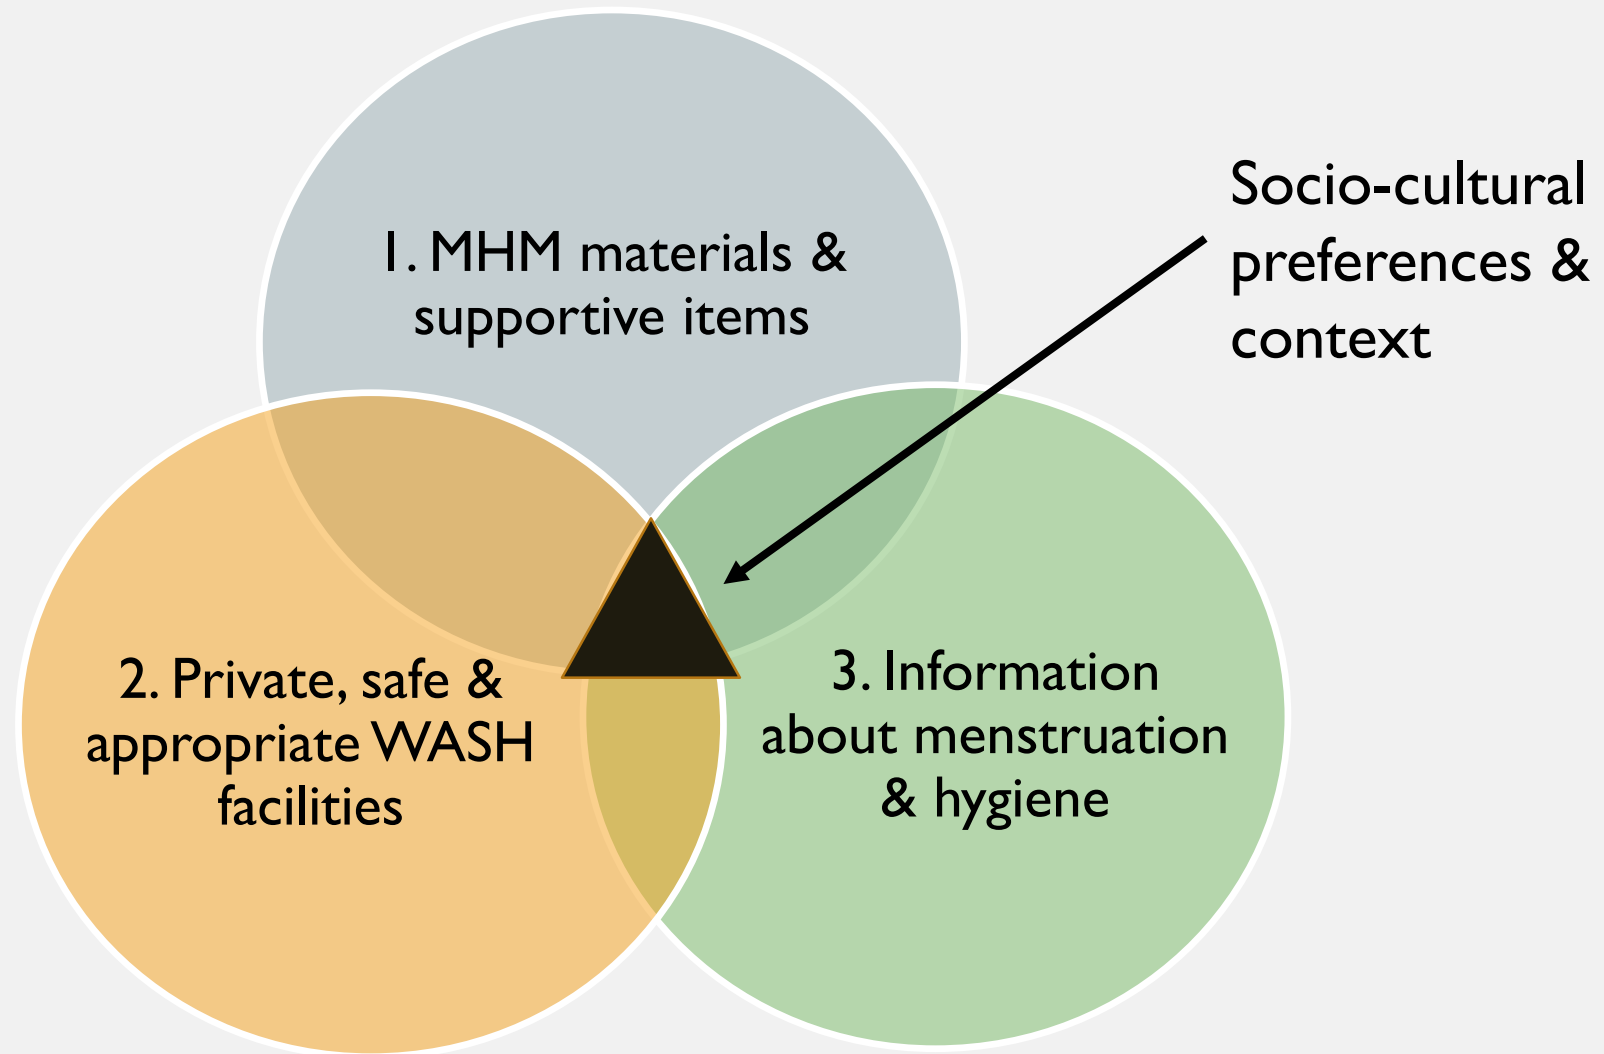 1. MHM materials &
supportive items
Socio-cultural
preferences &
context
2. Private, safe &
appropriate WASH
facilities
3. Information
about menstruation
& hygiene